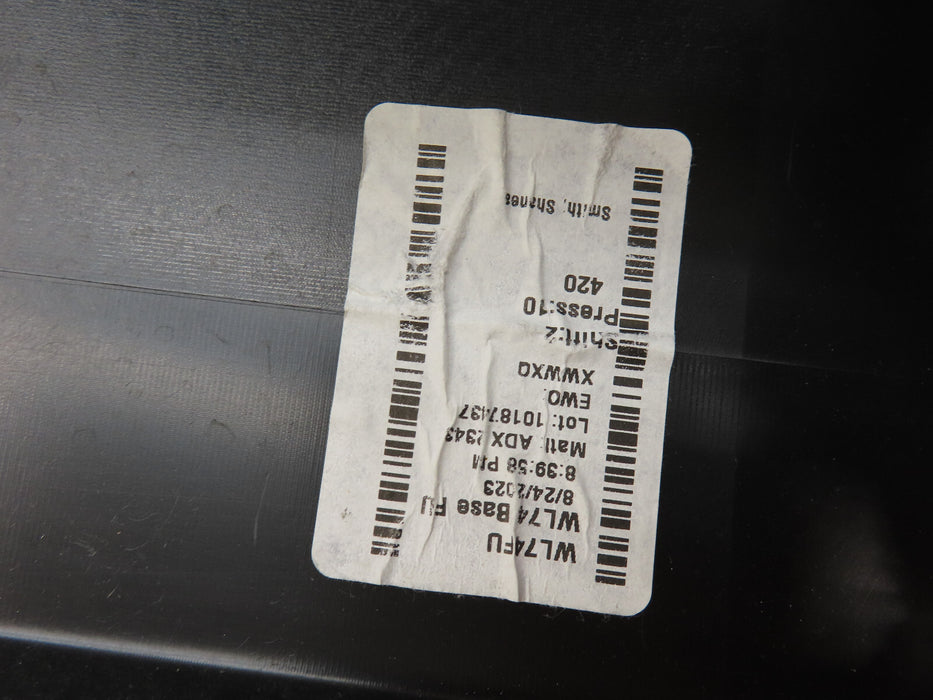 WL74FU
WL74 Base FU
8/24/2023
8:39:58 PM
Matl: ADX 2343
Lot: 10187437
EWO:
XWWXQ
Shift:2
Press:10
420
Smith, Shanea